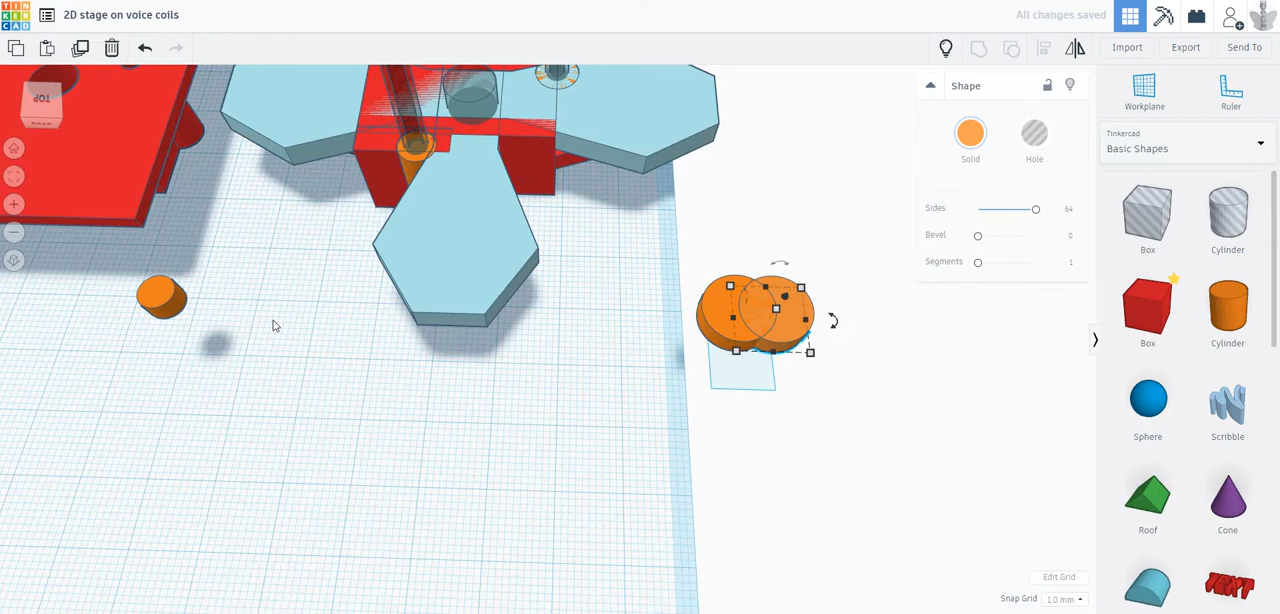 TIN
KER
CAD
2D stage on voice coils
All changes saved
Import
Export
Send To
TOP
BACK
Shape
Solid
Hole
Sides
64
Bevel
0
Segments
1
Workplane
Ruler
Tinkercad
Basic Shapes
Box
Cylinder
Box
Cylinder
Sphere
Scribble
Roof
Cone
TEXT
Edit Grid
Snap Grid
1.0 mm